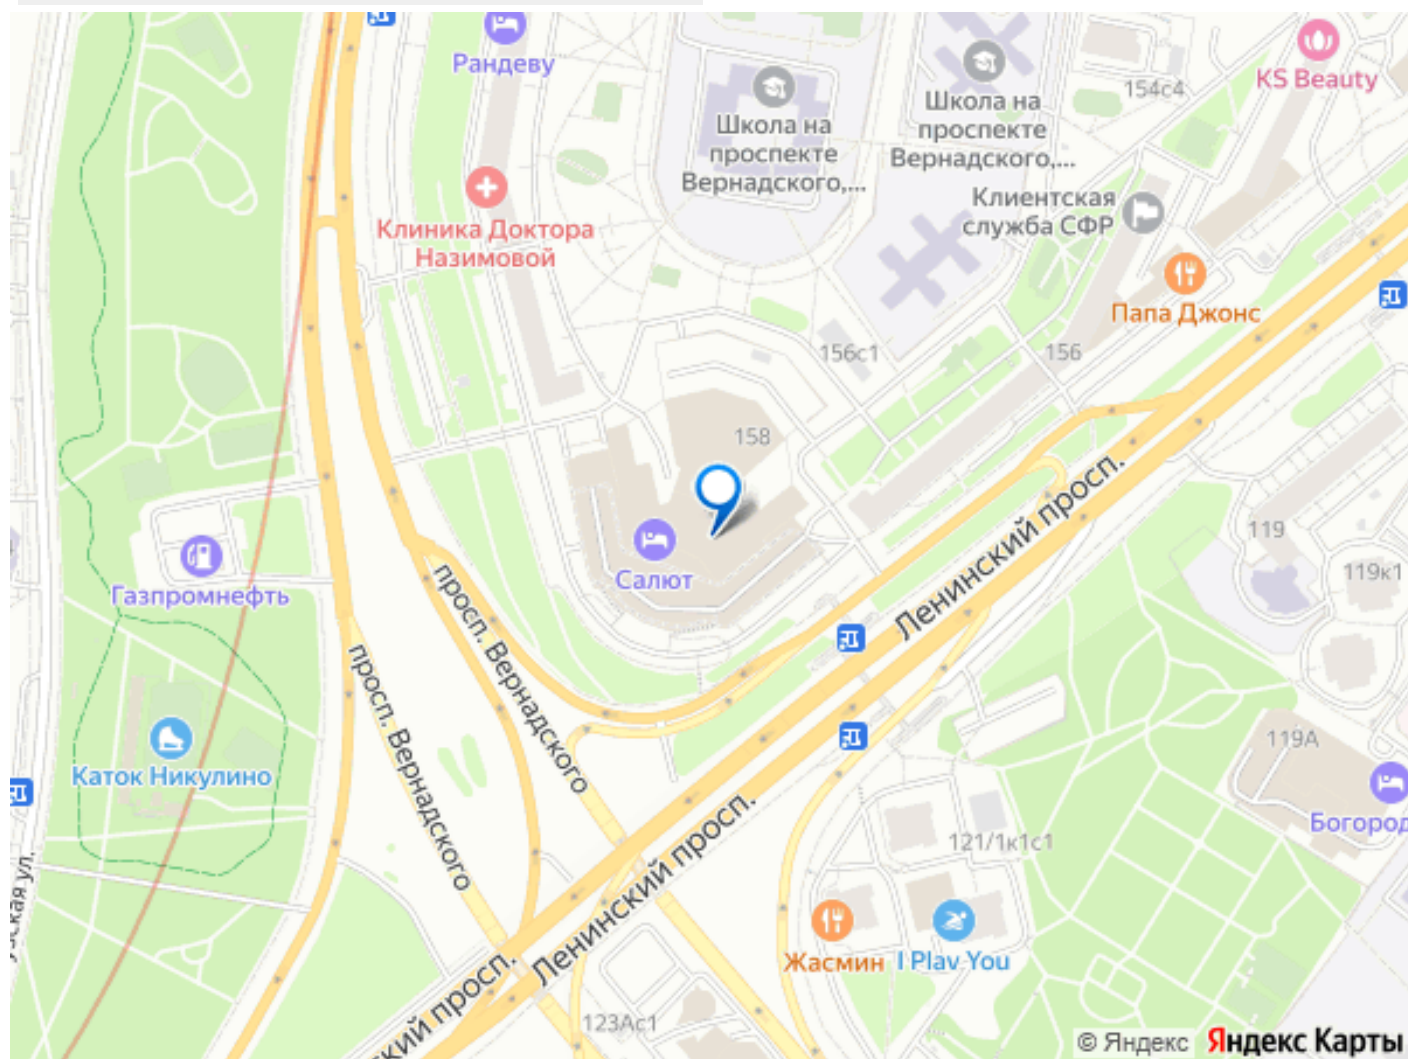 Рандеву
KS Beauty
154с4
Школа на
проспекте
Вернадского,...
Школа на
проспекте
Вернадского,...
Клиентская
служба СФР
Клиника Доктора
Назимовой
Папа Джонс
156с1
156
158
Ленинский просп.
Салют
119
119к1
Газпромнефть
просп. Вернадского
просп. Вернадского
Каток Никулино
119А
Богород
Ленинский просп.
121/1к1с1
ская ул.
Жасмин
I Play You
кий просп.
123Ас1
© Яндекс Яндекс Карты